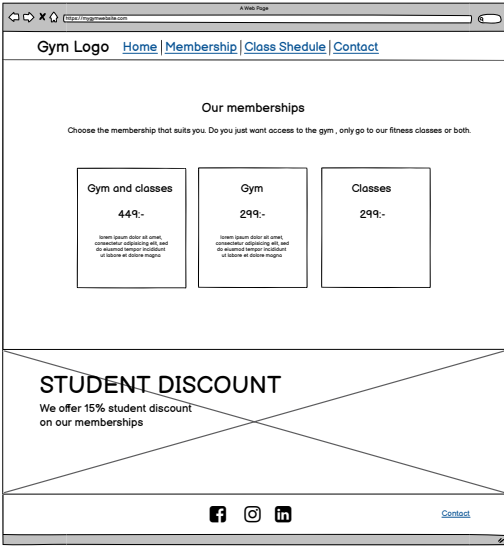 A Web Page
https://mygymwebsite.com
Gym Logo Home Membership Class Shedule Contact
Our memberships
Choose the membership that suits you. Do you just want access to the gym , only go to our fitness classes or both.
Gym and classes
449:-
lorem ipsum dolor sit amet,
consectetur adipisicing elit, sed
do eiusmod tempor incididunt
ut labore et dolore magna
Gym
299:-
lorem ipsum dolor sit amet,
consectetur adipisicing elit, sed
do eiusmod tempor incididunt
ut labore et dolore magna
Classes
299:-
STUDENT DISCOUNT
We offer 15% student discount
on our memberships
Contact